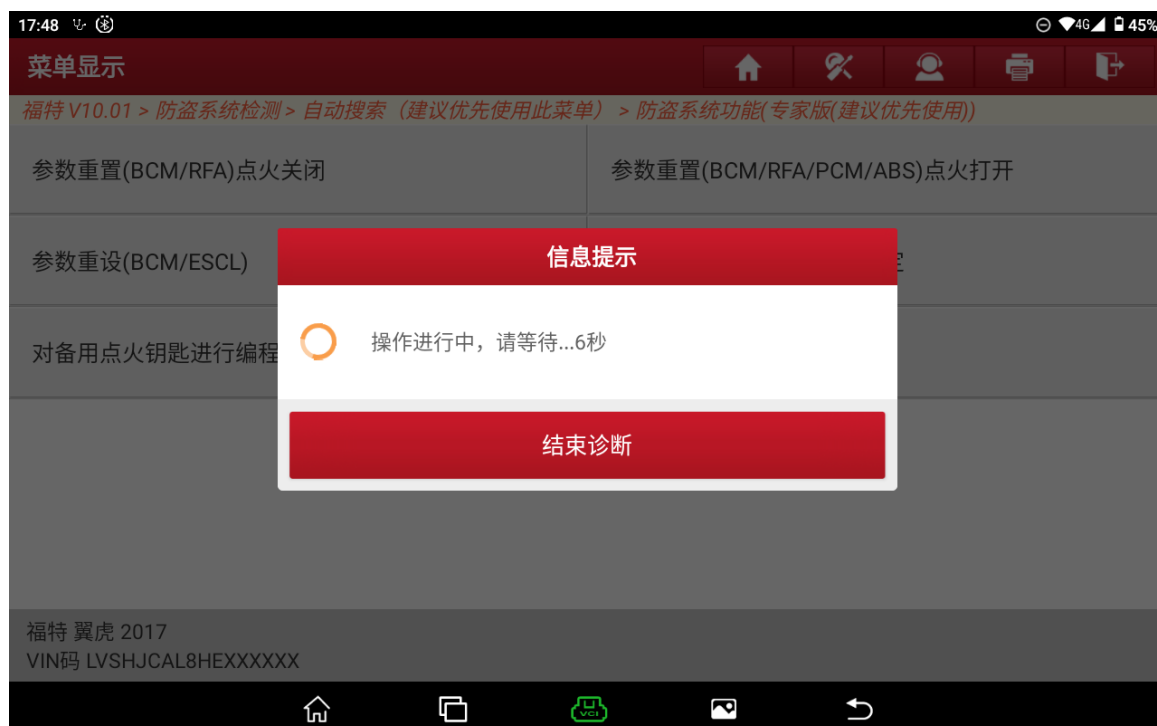 17:48
4G 45%
菜单显示
福特 V10.01 > 防盗系统检测 > 自动搜索（建议优先使用此菜单） > 防盗系统功能(专家版(建议优先使用))
参数重置(BCM/RFA)点火关闭
参数重置(BCM/RFA/PCM/ABS)点火打开
参数重设(BCM/ESCL)
信息提示
操作进行中，请等待...6秒
对备用点火钥匙进行编程
结束诊断
福特 翼虎 2017
VIN码 LVSHJCAL8HEXXXXXX
VCI